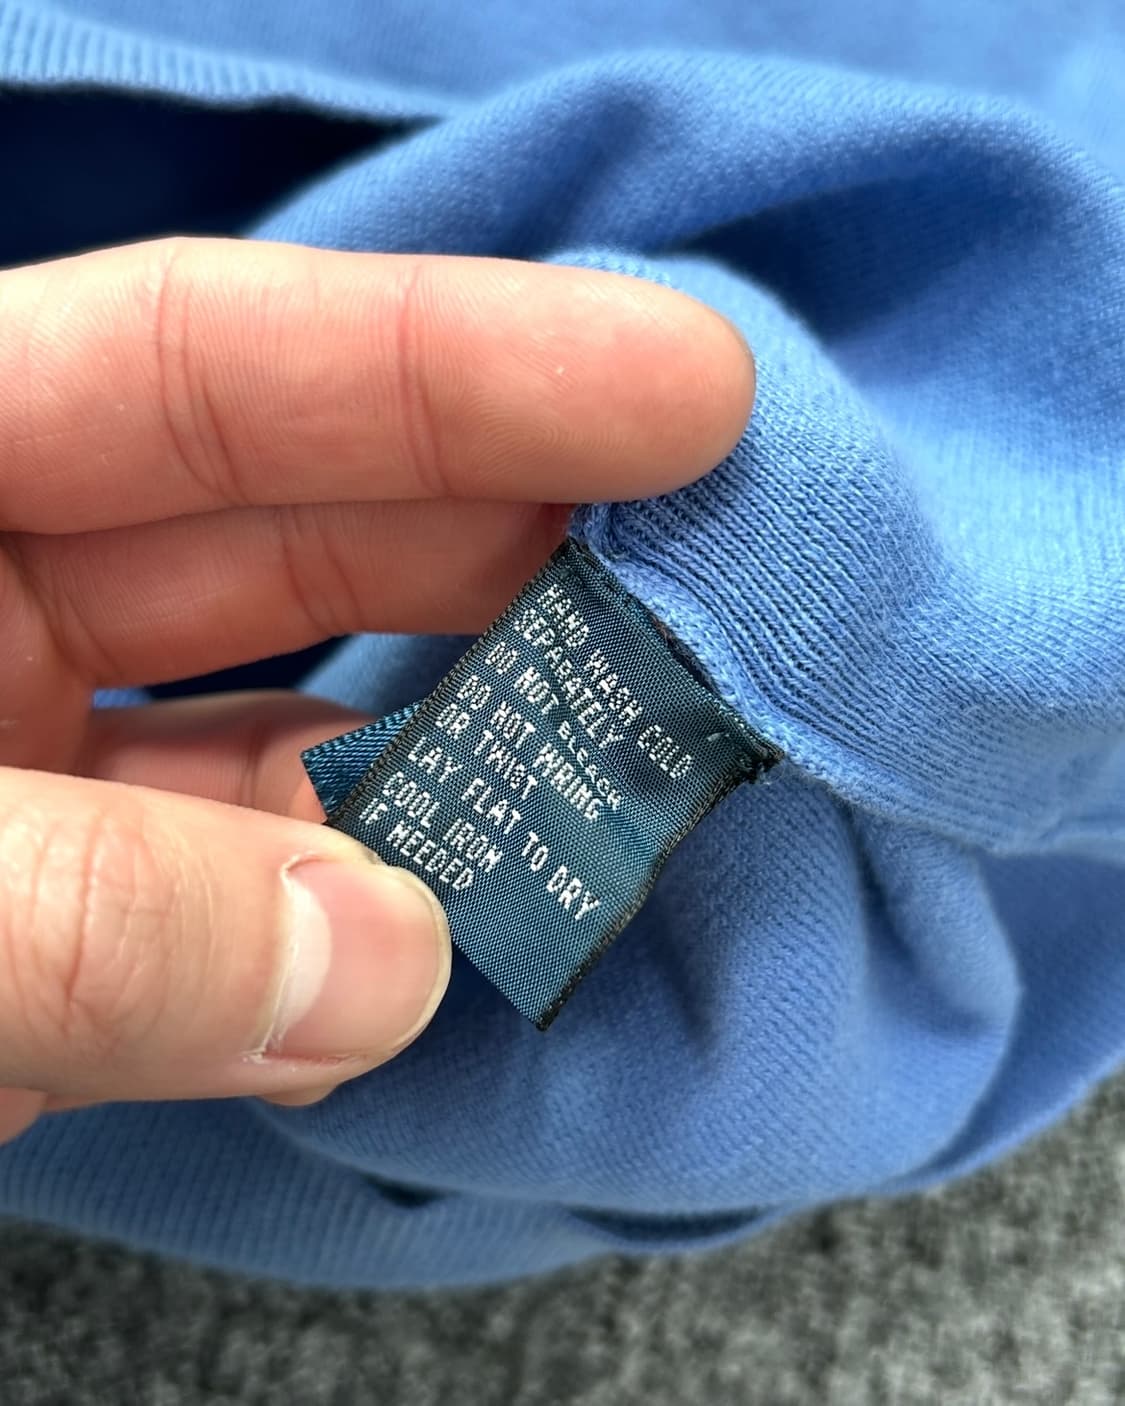 HAND WASH COLD
SEPARATELY
DO NOT BLEACH
DO NOT WRING
OR TWIST
LAY FLAT TO DRY
COOL IRON
IF NEEDED